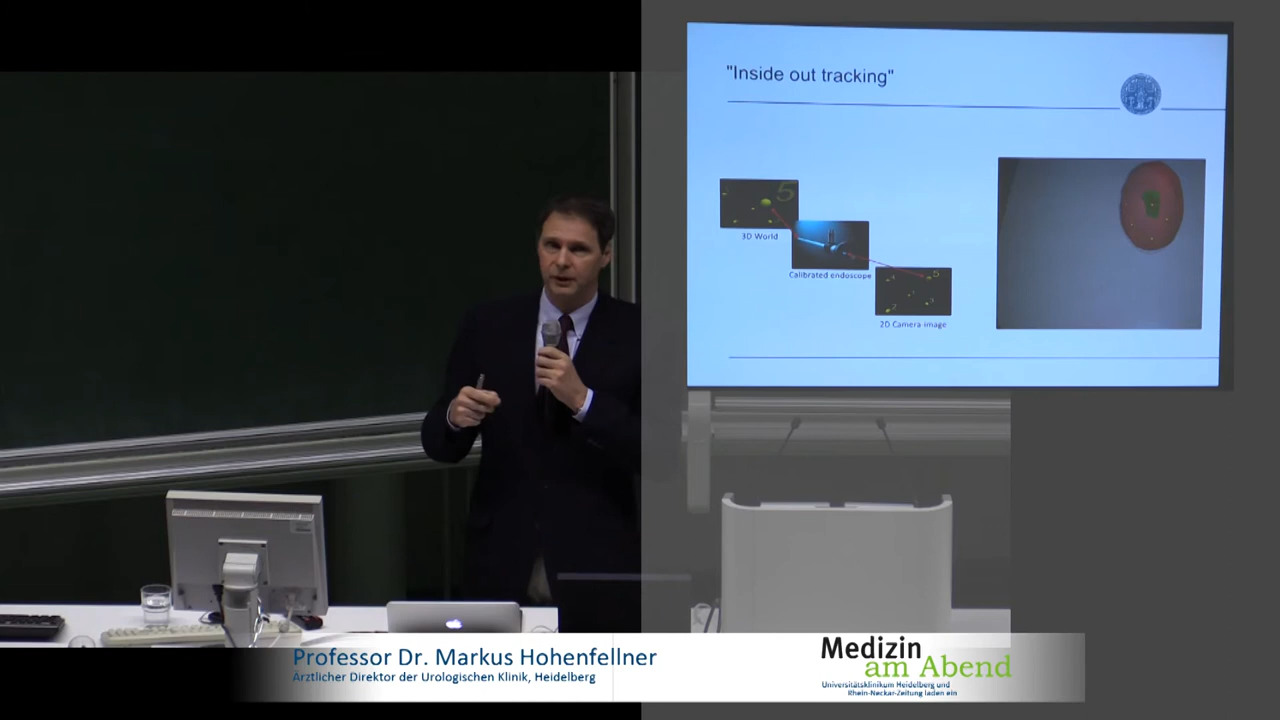 "Inside out tracking"
5
3D World
Calibrated endoscope
2D Camera image
Professor Dr. Markus Hohenfellner
Ärztlicher Direktor der Urologischen Klinik, Heidelberg
Medizin
am Abend
Universitätsklinikum Heidelberg und
Rhein-Neckar-Zeitung laden ein